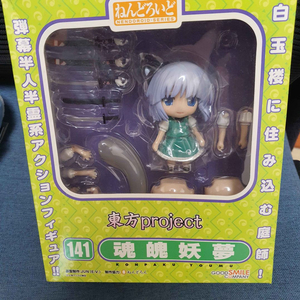 ねんどろいど
NENDOROID SERIES
白玉楼に住み込む庭師!
弾幕半人半霊系アクションフィギュア!!
東方project
141
魂魄妖夢
KONPAKU YOUMU
GOOD SMILE
COMPANY